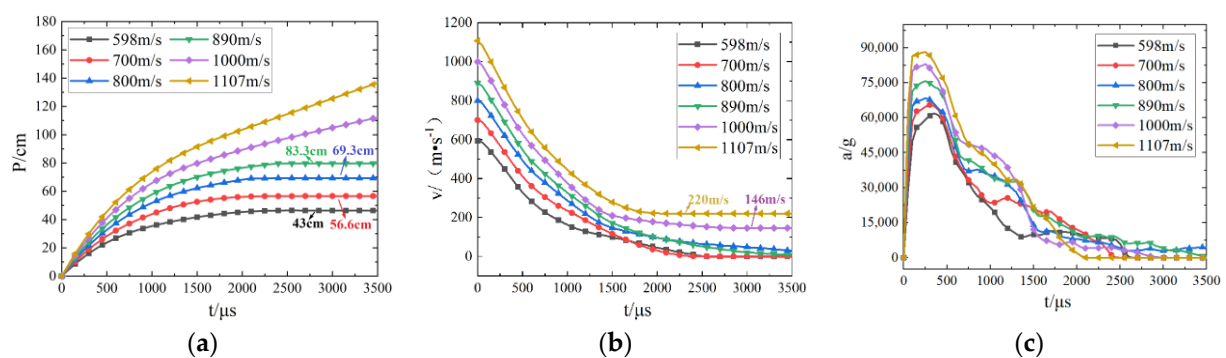 180
160
140
120
100
80
60
40
20
0
P/cm
598m/s
700m/s
800m/s
890m/s
1000m/s
1107m/s
83.3cm
69.3cm
43cm
56.6cm
0 500 1000 1500 2000 2500 3000 3500
t/μs
(a)
1200
1000
800
600
400
200
0
v/（m•s⁻¹）
598m/s
700m/s
800m/s
890m/s
1000m/s
1107m/s
220m/s
146m/s
0 500 1000 1500 2000 2500 3000 3500
t/μs
(b)
90,000
75,000
60,000
45,000
30,000
15,000
0
a/g
598m/s
700m/s
800m/s
890m/s
1000m/s
1107m/s
0 500 1000 1500 2000 2500 3000 3500
t/μs
(c)